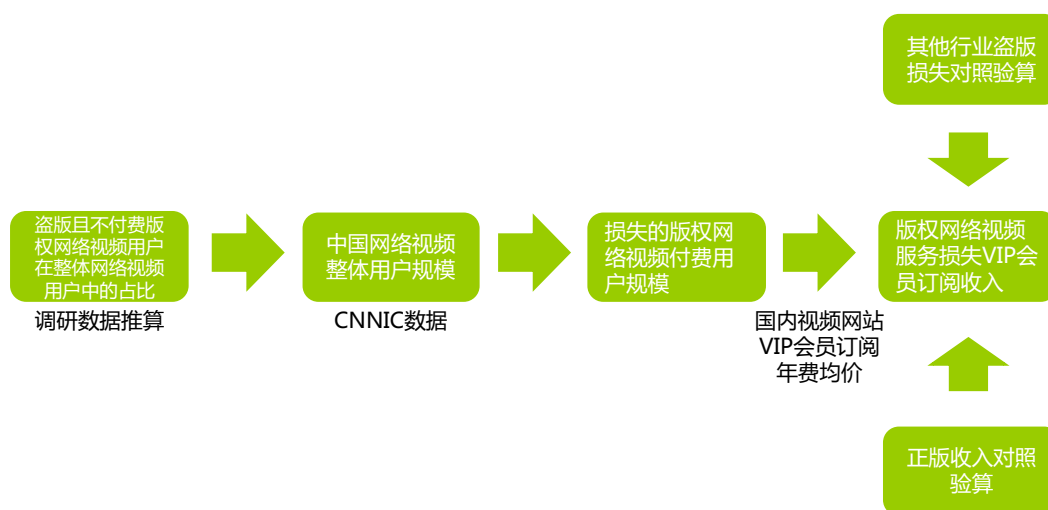 其他行业盗版
损失对照验算
盗版且不付费版
权网络视频用户
在整体网络视频
用户中的占比
调研数据推算
中国网络视频
整体用户规模
CNNIC数据
损失的版权网
络视频付费用
户规模
国内视频网站
VIP会员订阅
年费均价
版权网络视频
服务损失VIP会
员订阅收入
正版收入对照
验算